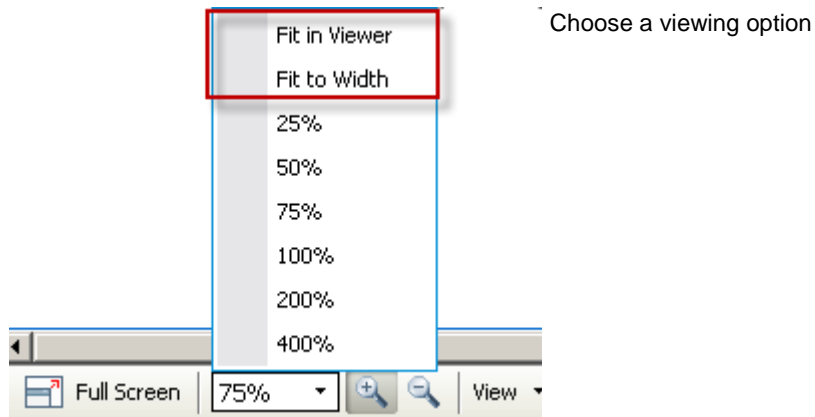 Choose a viewing option
Fit in Viewer
Fit to Width
25%
50%
75%
100%
200%
400%
Full Screen 75% View